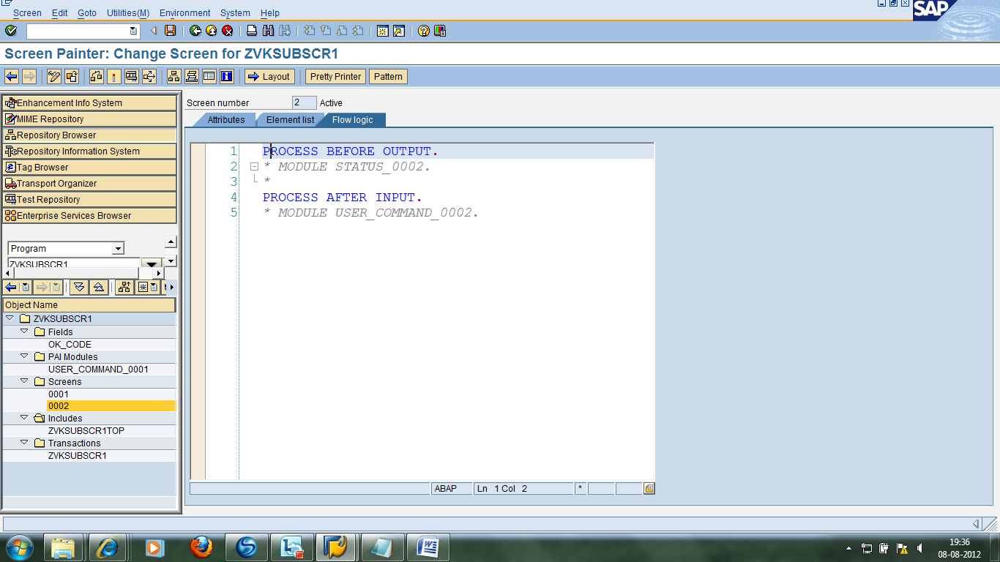 Screen Edit Goto Utilities(M) Environment System Help
SAP
Screen Painter: Change Screen for ZVKSUBSCR1
Layout Pretty Printer Pattern
Enhancement Info System
MIME Repository
Repository Browser
Repository Information System
Tag Browser
Transport Organizer
Test Repository
Enterprise Services Browser
Program
ZVKSUBSCR1
Object Name
ZVKSUBSCR1
Fields
OK_CODE
PAI Modules
USER_COMMAND_0001
Screens
0001
0002
Includes
ZVKSUBSCR1TOP
Transactions
ZVKSUBSCR1
Screen number 2 Active
Attributes Element list Flow logic
1 PROCESS BEFORE OUTPUT.
2 * MODULE STATUS_0002.
3 *
4 PROCESS AFTER INPUT.
5 * MODULE USER_COMMAND_0002.
ABAP Ln 1 Col 2 *
19:36
08-08-2012